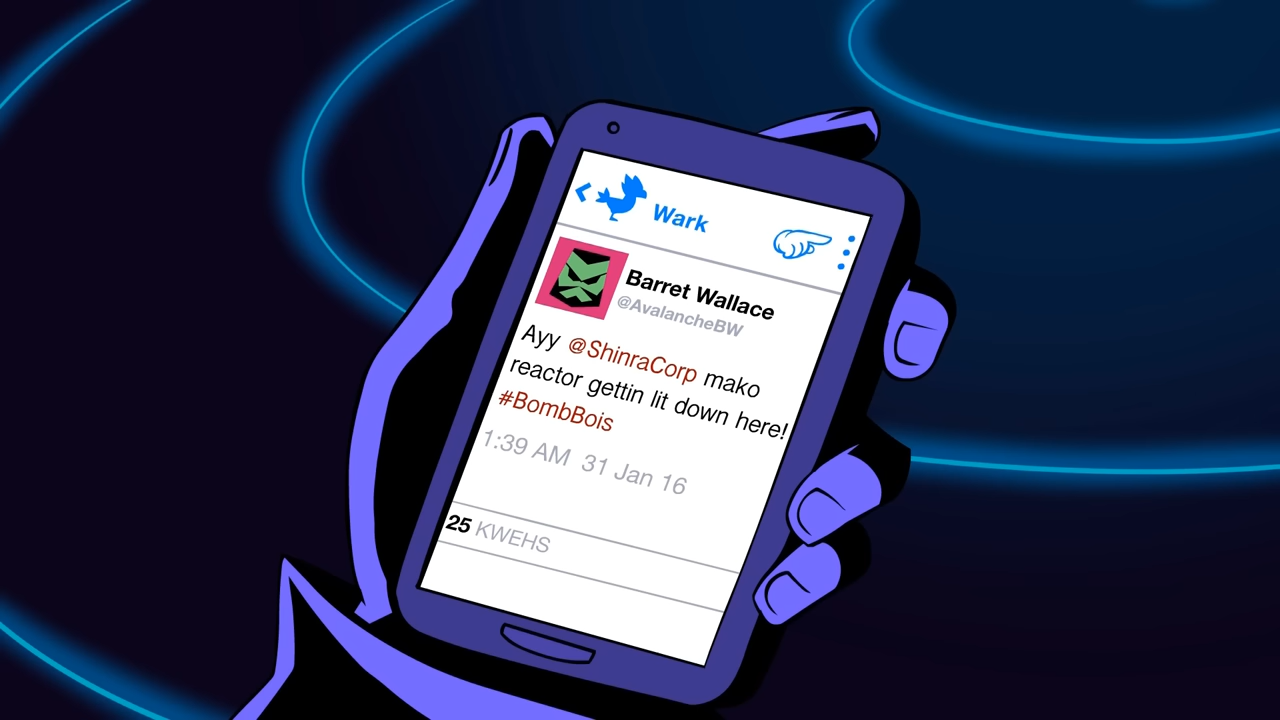 Wark
Barret Wallace
@AvalancheBW
Ayy @ShinraCorp mako
reactor gettin lit down here!
#BombBois
1:39 AM 31 Jan 16
25 KWEHS